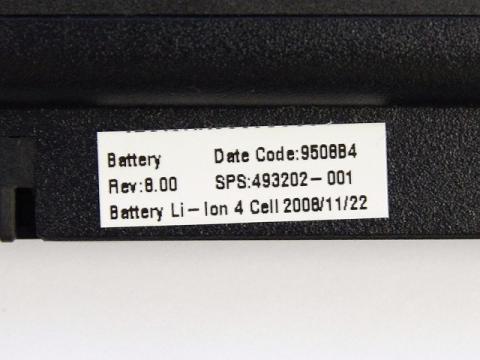 Battery Date Code:9508B4
Rev:8.00 SPS:493202-001
Battery Li-Ion 4 Cell 2008/11/22